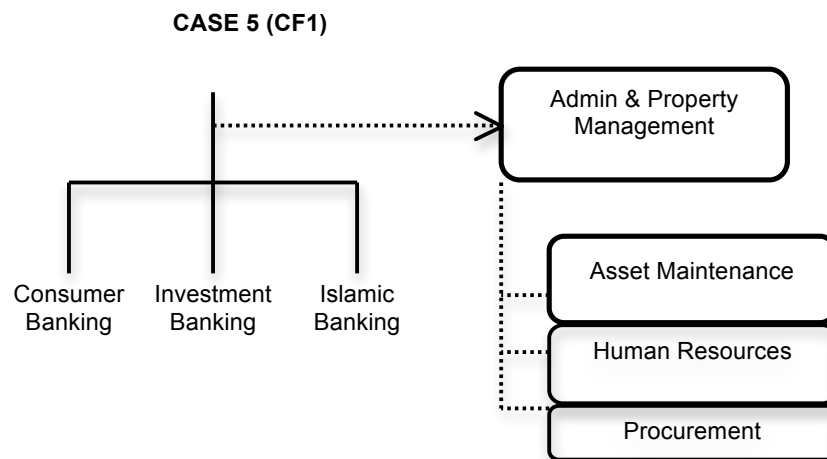 CASE 5 (CF1)
Admin & Property
Management
Asset Maintenance
Consumer
Banking
Investment
Banking
Islamic
Banking
Human Resources
Procurement